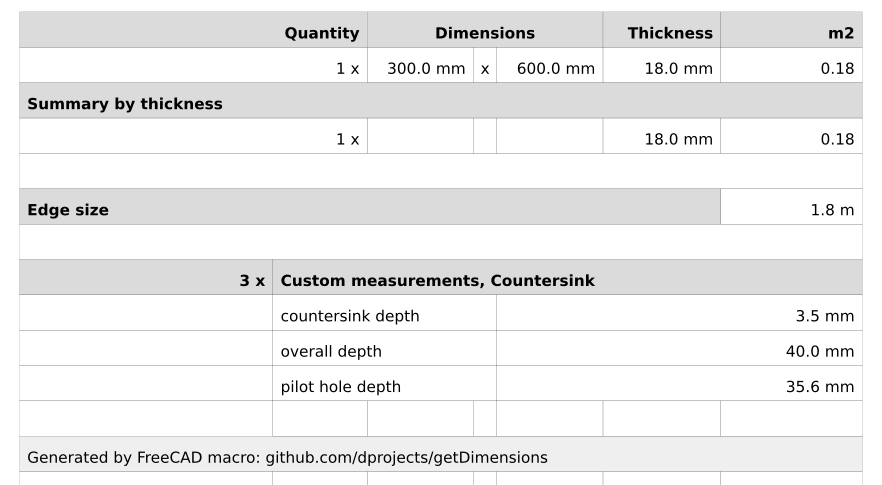 Quantity Dimensions Thickness m2
1 x 300.0 mm x 600.0 mm 18.0 mm 0.18
Summary by thickness
1 x 18.0 mm 0.18
Edge size 1.8 m
3 x Custom measurements, Countersink
countersink depth 3.5 mm
overall depth 40.0 mm
pilot hole depth 35.6 mm
Generated by FreeCAD macro: github.com/dprojects/getDimensions